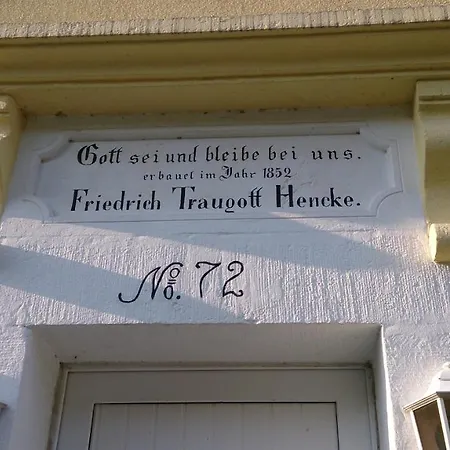 Gott sei und bleibe bei uns.
erbauet im Jahr 1852
Friedrich Traugott Hencke.
No. 72